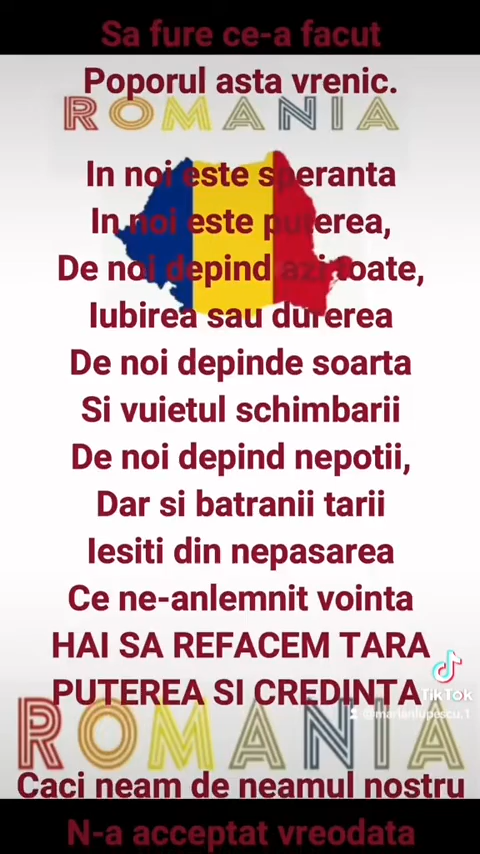 Sa fure ce-a facut
Poporul asta vrenic.
ROMANIA
In noi este speranta
In noi este puterea,
De noi depind azi toate,
Iubirea sau durerea
De noi depinde soarta
Si vuietul schimbarii
De noi depind nepotii,
Dar si batranii tarii
Iesiti din nepasarea
Ce ne-anlemnit vointa
HAI SA REFACEM TARA
PUTEREA SI CREDINTA
TikTok
@marianlupescu.1
ROMANIA
Caci neam de neamul nostru
N-a acceptat vreodata